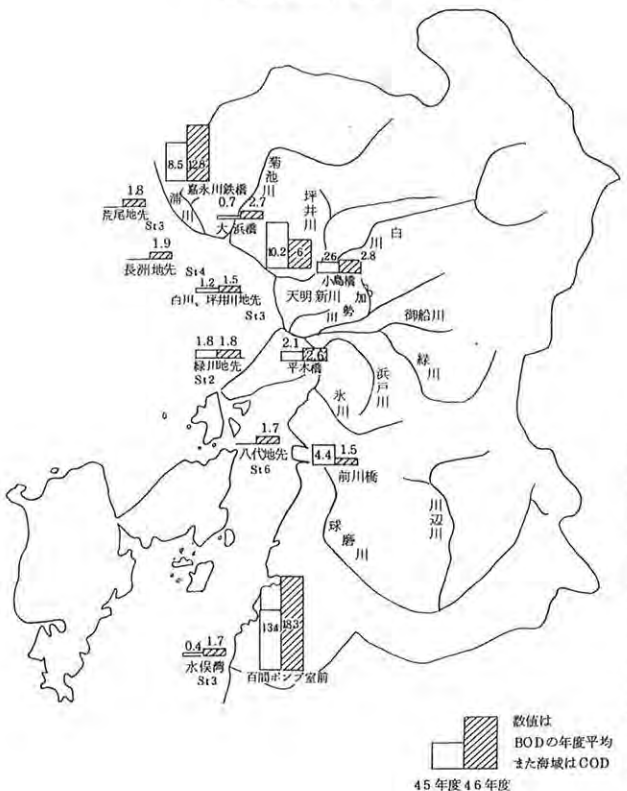 8.5 12.8
嘉永川鉄橋
浦川
菊池川
坪井川
白川
1.8
荒尾地先
St3
0.7 2.7
大浜橋
1.9
長洲地先
10.2 6
26 2.8
小島橋
St4
1.2 1.5
白川、坪井川地先
St3
天明新川
加勢川
御船川
1.8 1.8
緑川地先
St2
2.1 2.6
平木橋
緑川
浜戸川
氷川
1.7
八代地先
St6
4.4 1.5
前川橋
球磨川
川辺川
134 183
百間ポンプ室前
0.4 1.7
水俣湾
St3
数値は
BODの年度平均
また海域はCOD
45年度 46年度